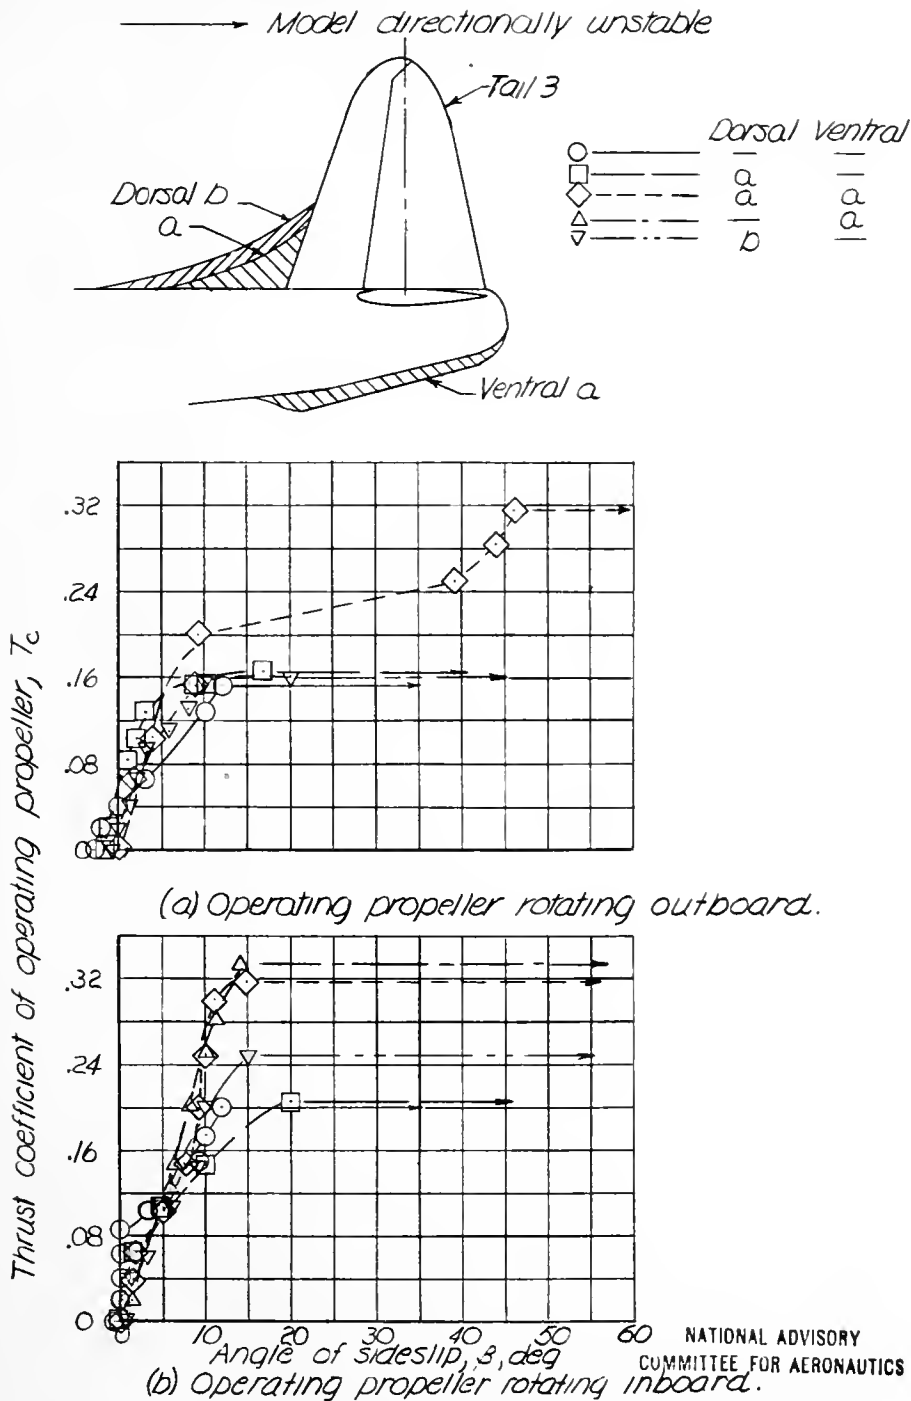 Model directionally unstable
Tail 3
Dorsal Ventral
— —
a —
a a
— a
b —
Dorsal b
a
Ventral a
Thrust coefficient of operating propeller, Tc
.32
.24
.16
.08
0
(a) Operating propeller rotating outboard.
.32
.24
.16
.08
0
0 10 20 30 40 50 60
Angle of sideslip, β, deg
(b) Operating propeller rotating inboard.
NATIONAL ADVISORY
COMMITTEE FOR AERONAUTICS